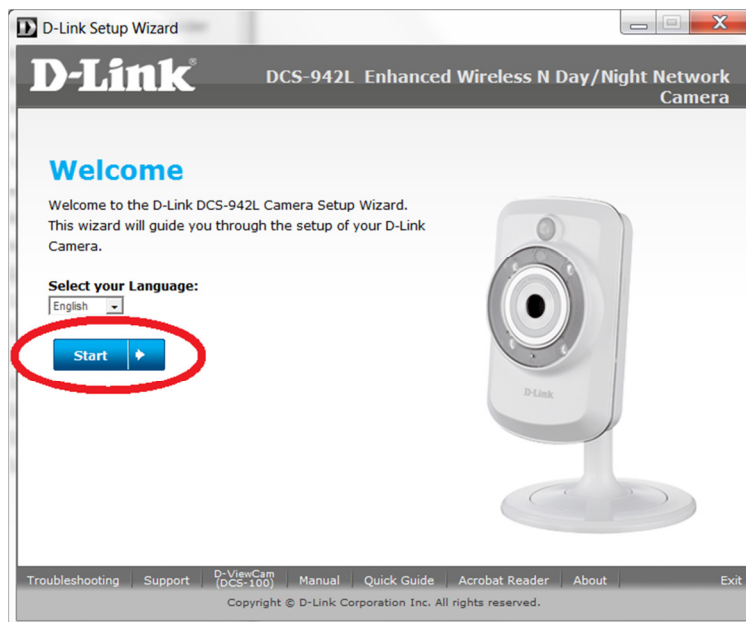 D-Link Setup Wizard
D-Link®
DCS-942L Enhanced Wireless N Day/Night Network
Camera
Welcome
Welcome to the D-Link DCS-942L Camera Setup Wizard.
This wizard will guide you through the setup of your D-Link
Camera.
Select your Language:
English
Start
D-Link
Troubleshooting
Support
D-ViewCam
(DCS-100)
Manual
Quick Guide
Acrobat Reader
About
Exit
Copyright © D-Link Corporation Inc. All rights reserved.